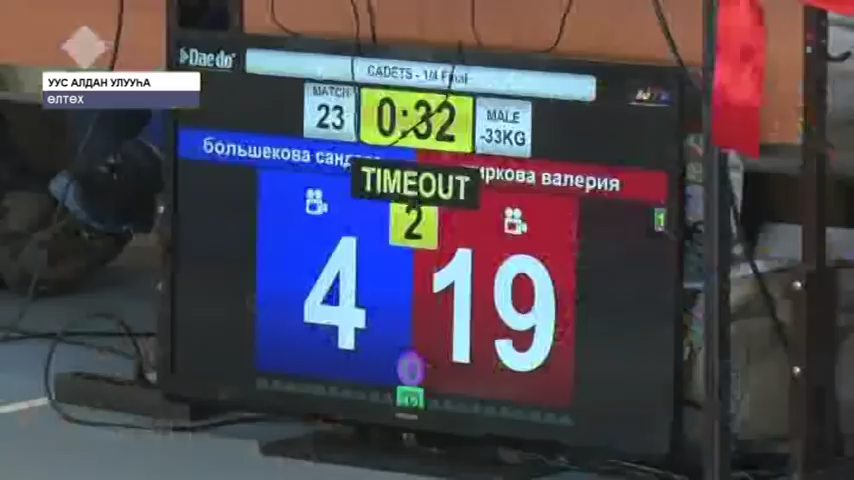 Daedo
CADETS - 1/4 Final
УУС АЛДАН УЛУУҺА
ӨЛТӨХ
MATCH
23
0:32
MALE
-33KG
большекова
валерия
TIMEOUT
2
1
4
19
0